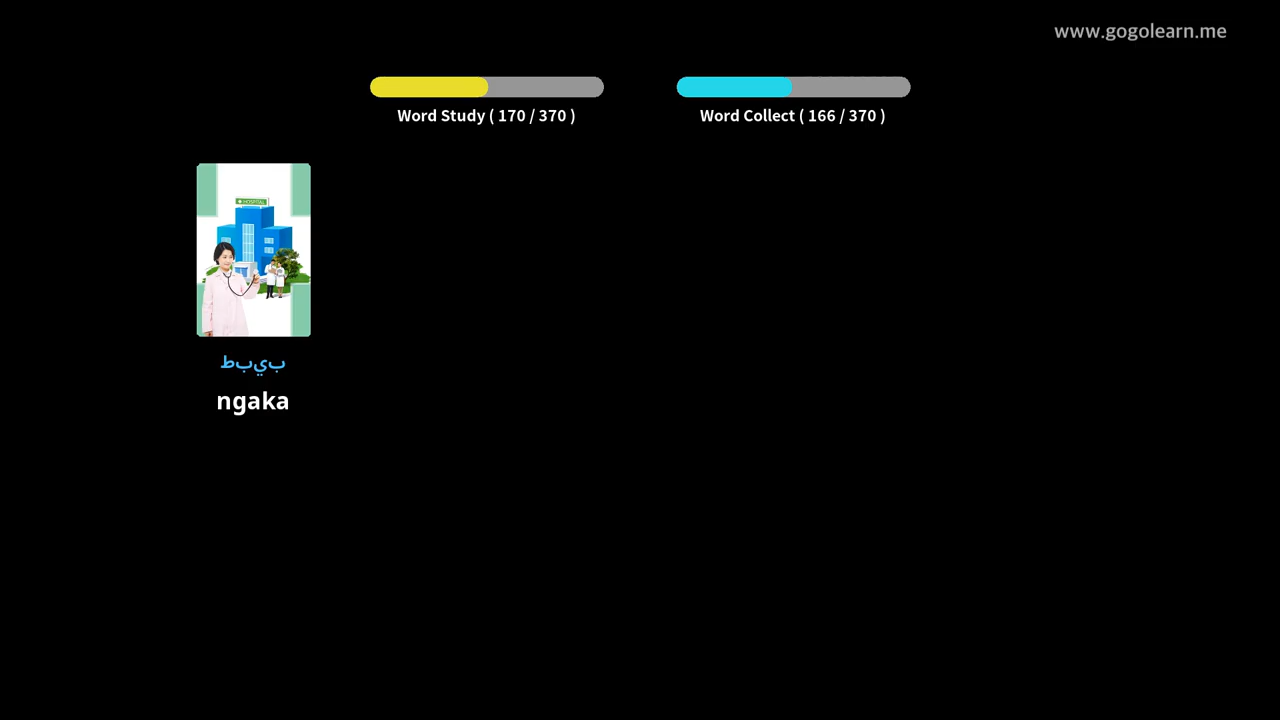 www.gogolearn.me
Word Study ( 170 / 370 )
Word Collect ( 166 / 370 )
HOSPITAL
طبيب
ngaka